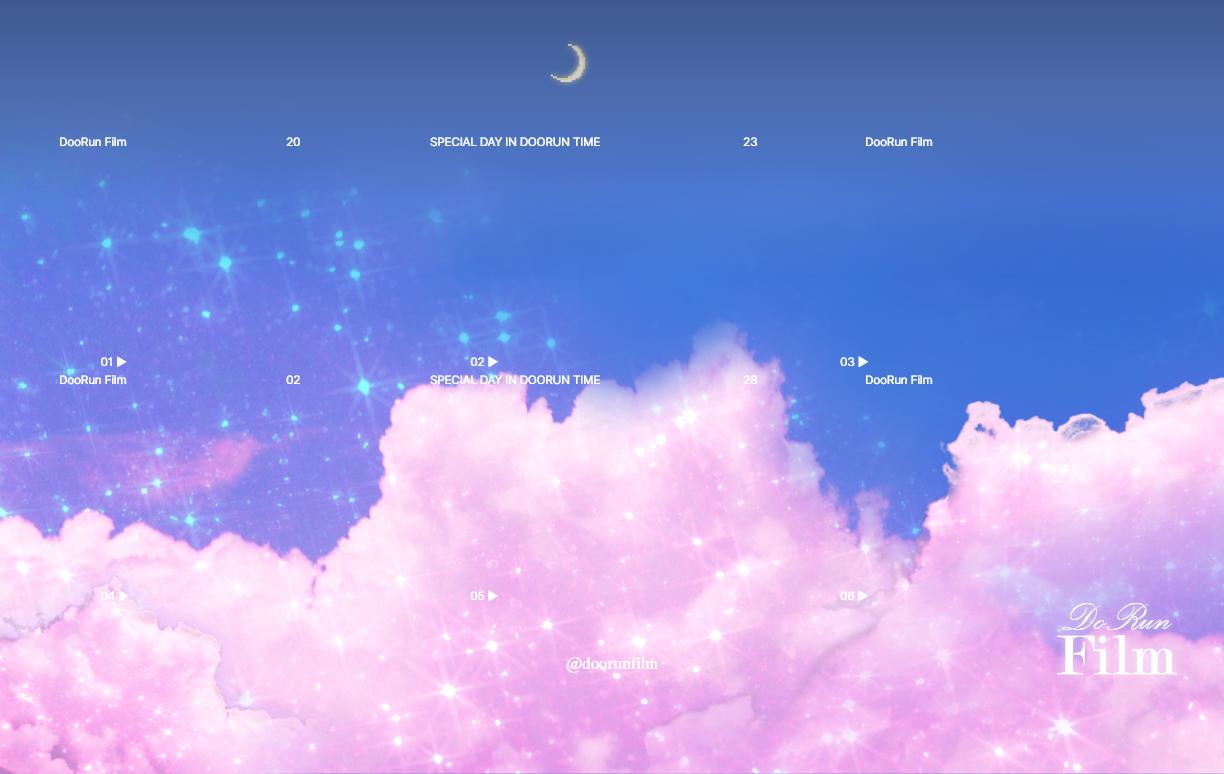 DooRun Film 20 SPECIAL DAY IN DOORUN TIME 23 DooRun Film
01 ▶ 02 ▶ 03 ▶
DooRun Film 02 SPECIAL DAY IN DOORUN TIME 28 DooRun Film
04 ▶ 05 ▶ 06 ▶
DoRun
Film
@doorunfilm